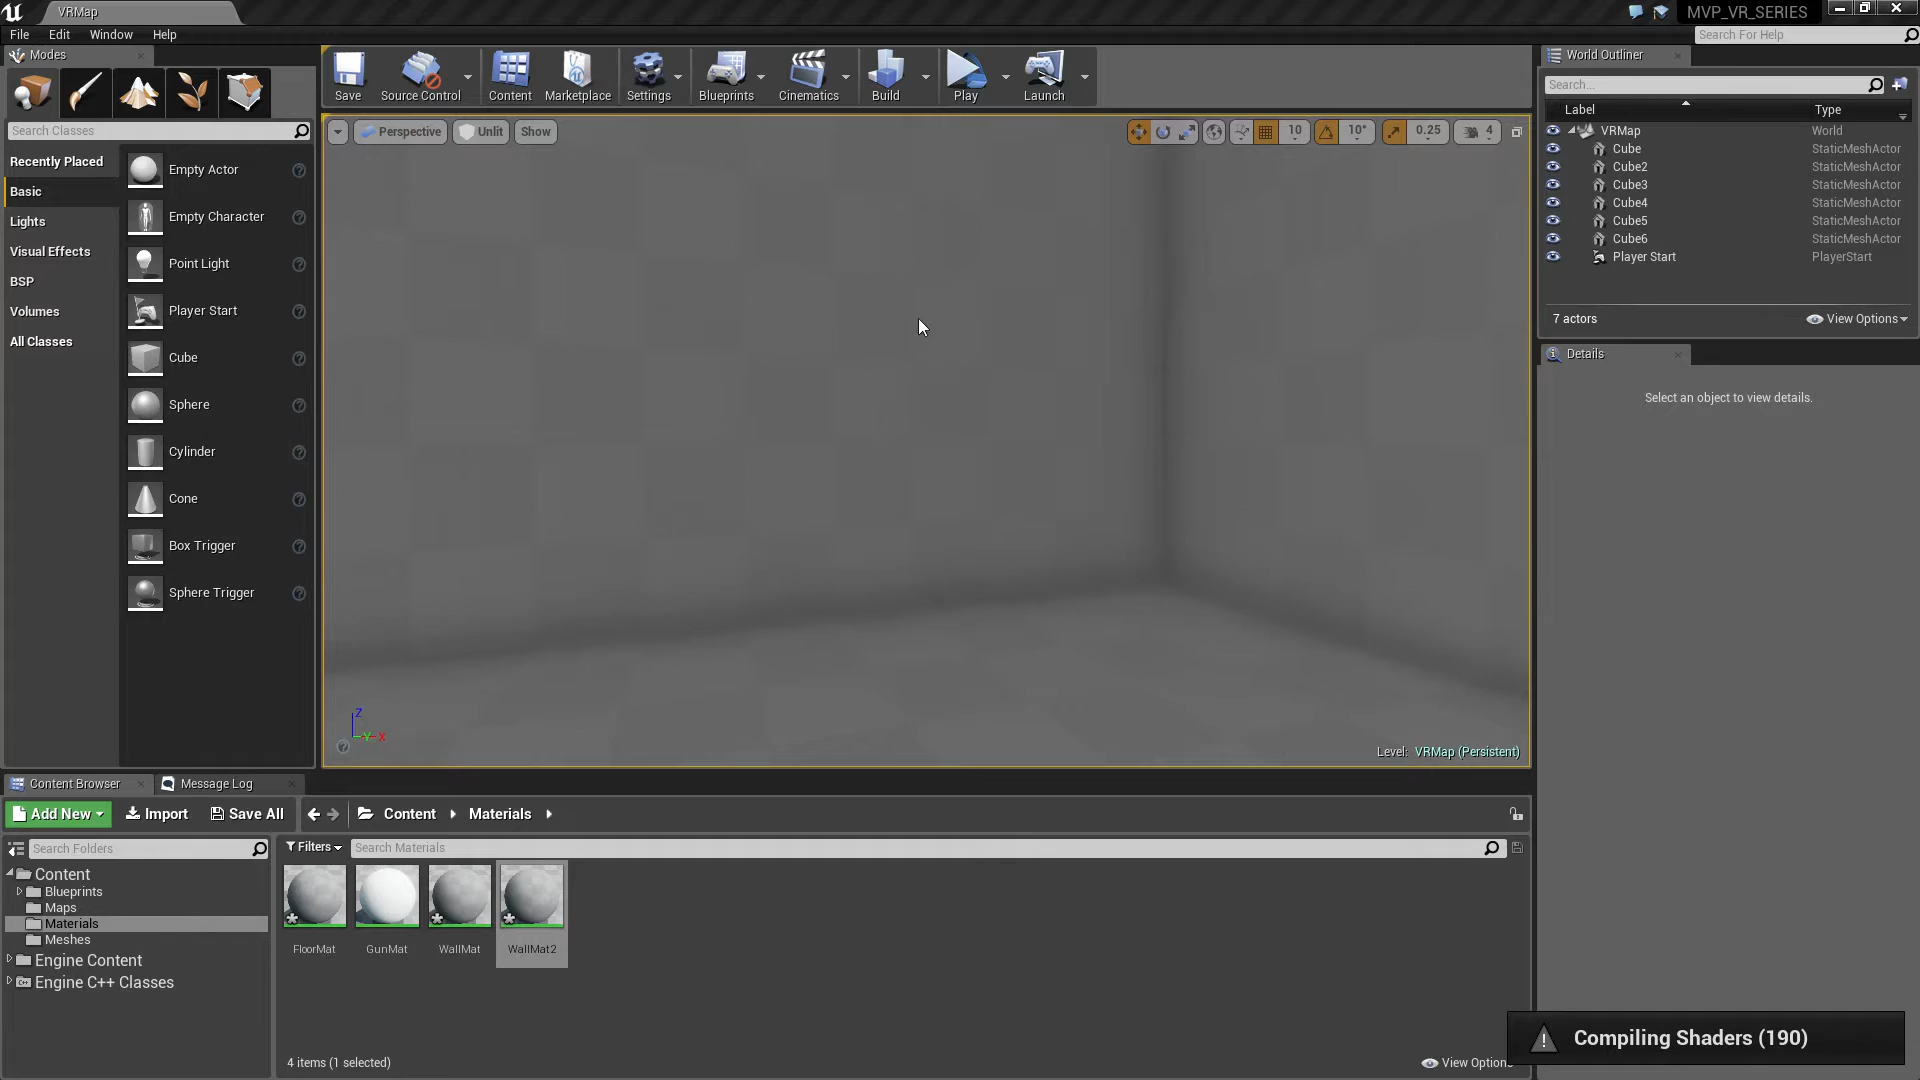 VRMap
MVP_VR_SERIES
File Edit Window Help
Search For Help
Modes
Save
Source Control
Content
Marketplace
Settings
Blueprints
Cinematics
Build
Play
Launch
World Outliner
Search...
Label Type
VRMap World
Cube StaticMeshActor
Cube2 StaticMeshActor
Cube3 StaticMeshActor
Cube4 StaticMeshActor
Cube5 StaticMeshActor
Cube6 StaticMeshActor
Player Start PlayerStart
7 actors
View Options
Details
Select an object to view details.
Search Classes
Recently Placed
Basic
Lights
Visual Effects
BSP
Volumes
All Classes
Empty Actor
Empty Character
Point Light
Player Start
Cube
Sphere
Cylinder
Cone
Box Trigger
Sphere Trigger
Perspective Unlit Show
10 10° 0.25 4
Z
Y X
Level: VRMap (Persistent)
Content Browser
Message Log
Add New Import Save All
Content Materials
Search Folders
Content
Blueprints
Maps
Materials
Meshes
Engine Content
Engine C++ Classes
Filters
Search Materials
FloorMat
GunMat
WallMat
WallMat2
4 items (1 selected)
View Option
Compiling Shaders (190)